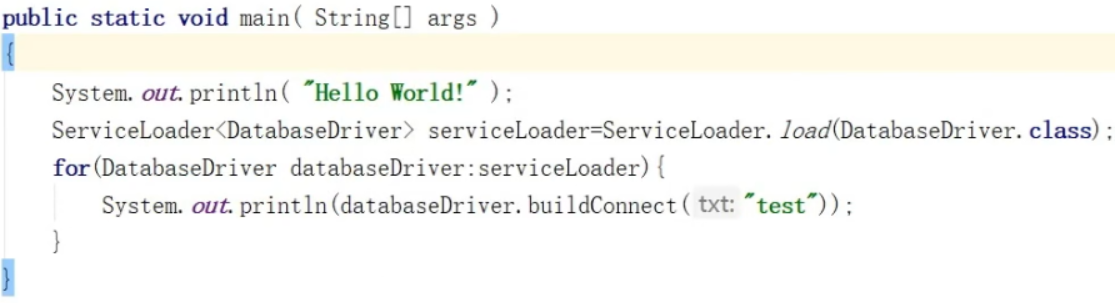 public static void main( String[] args )
{
    System.out.println( "Hello World!" );
    ServiceLoader<DatabaseDriver> serviceLoader=ServiceLoader.load(DatabaseDriver.class);
    for(DatabaseDriver databaseDriver:serviceLoader){
        System.out.println(databaseDriver.buildConnect( txt: "test"));
    }
}